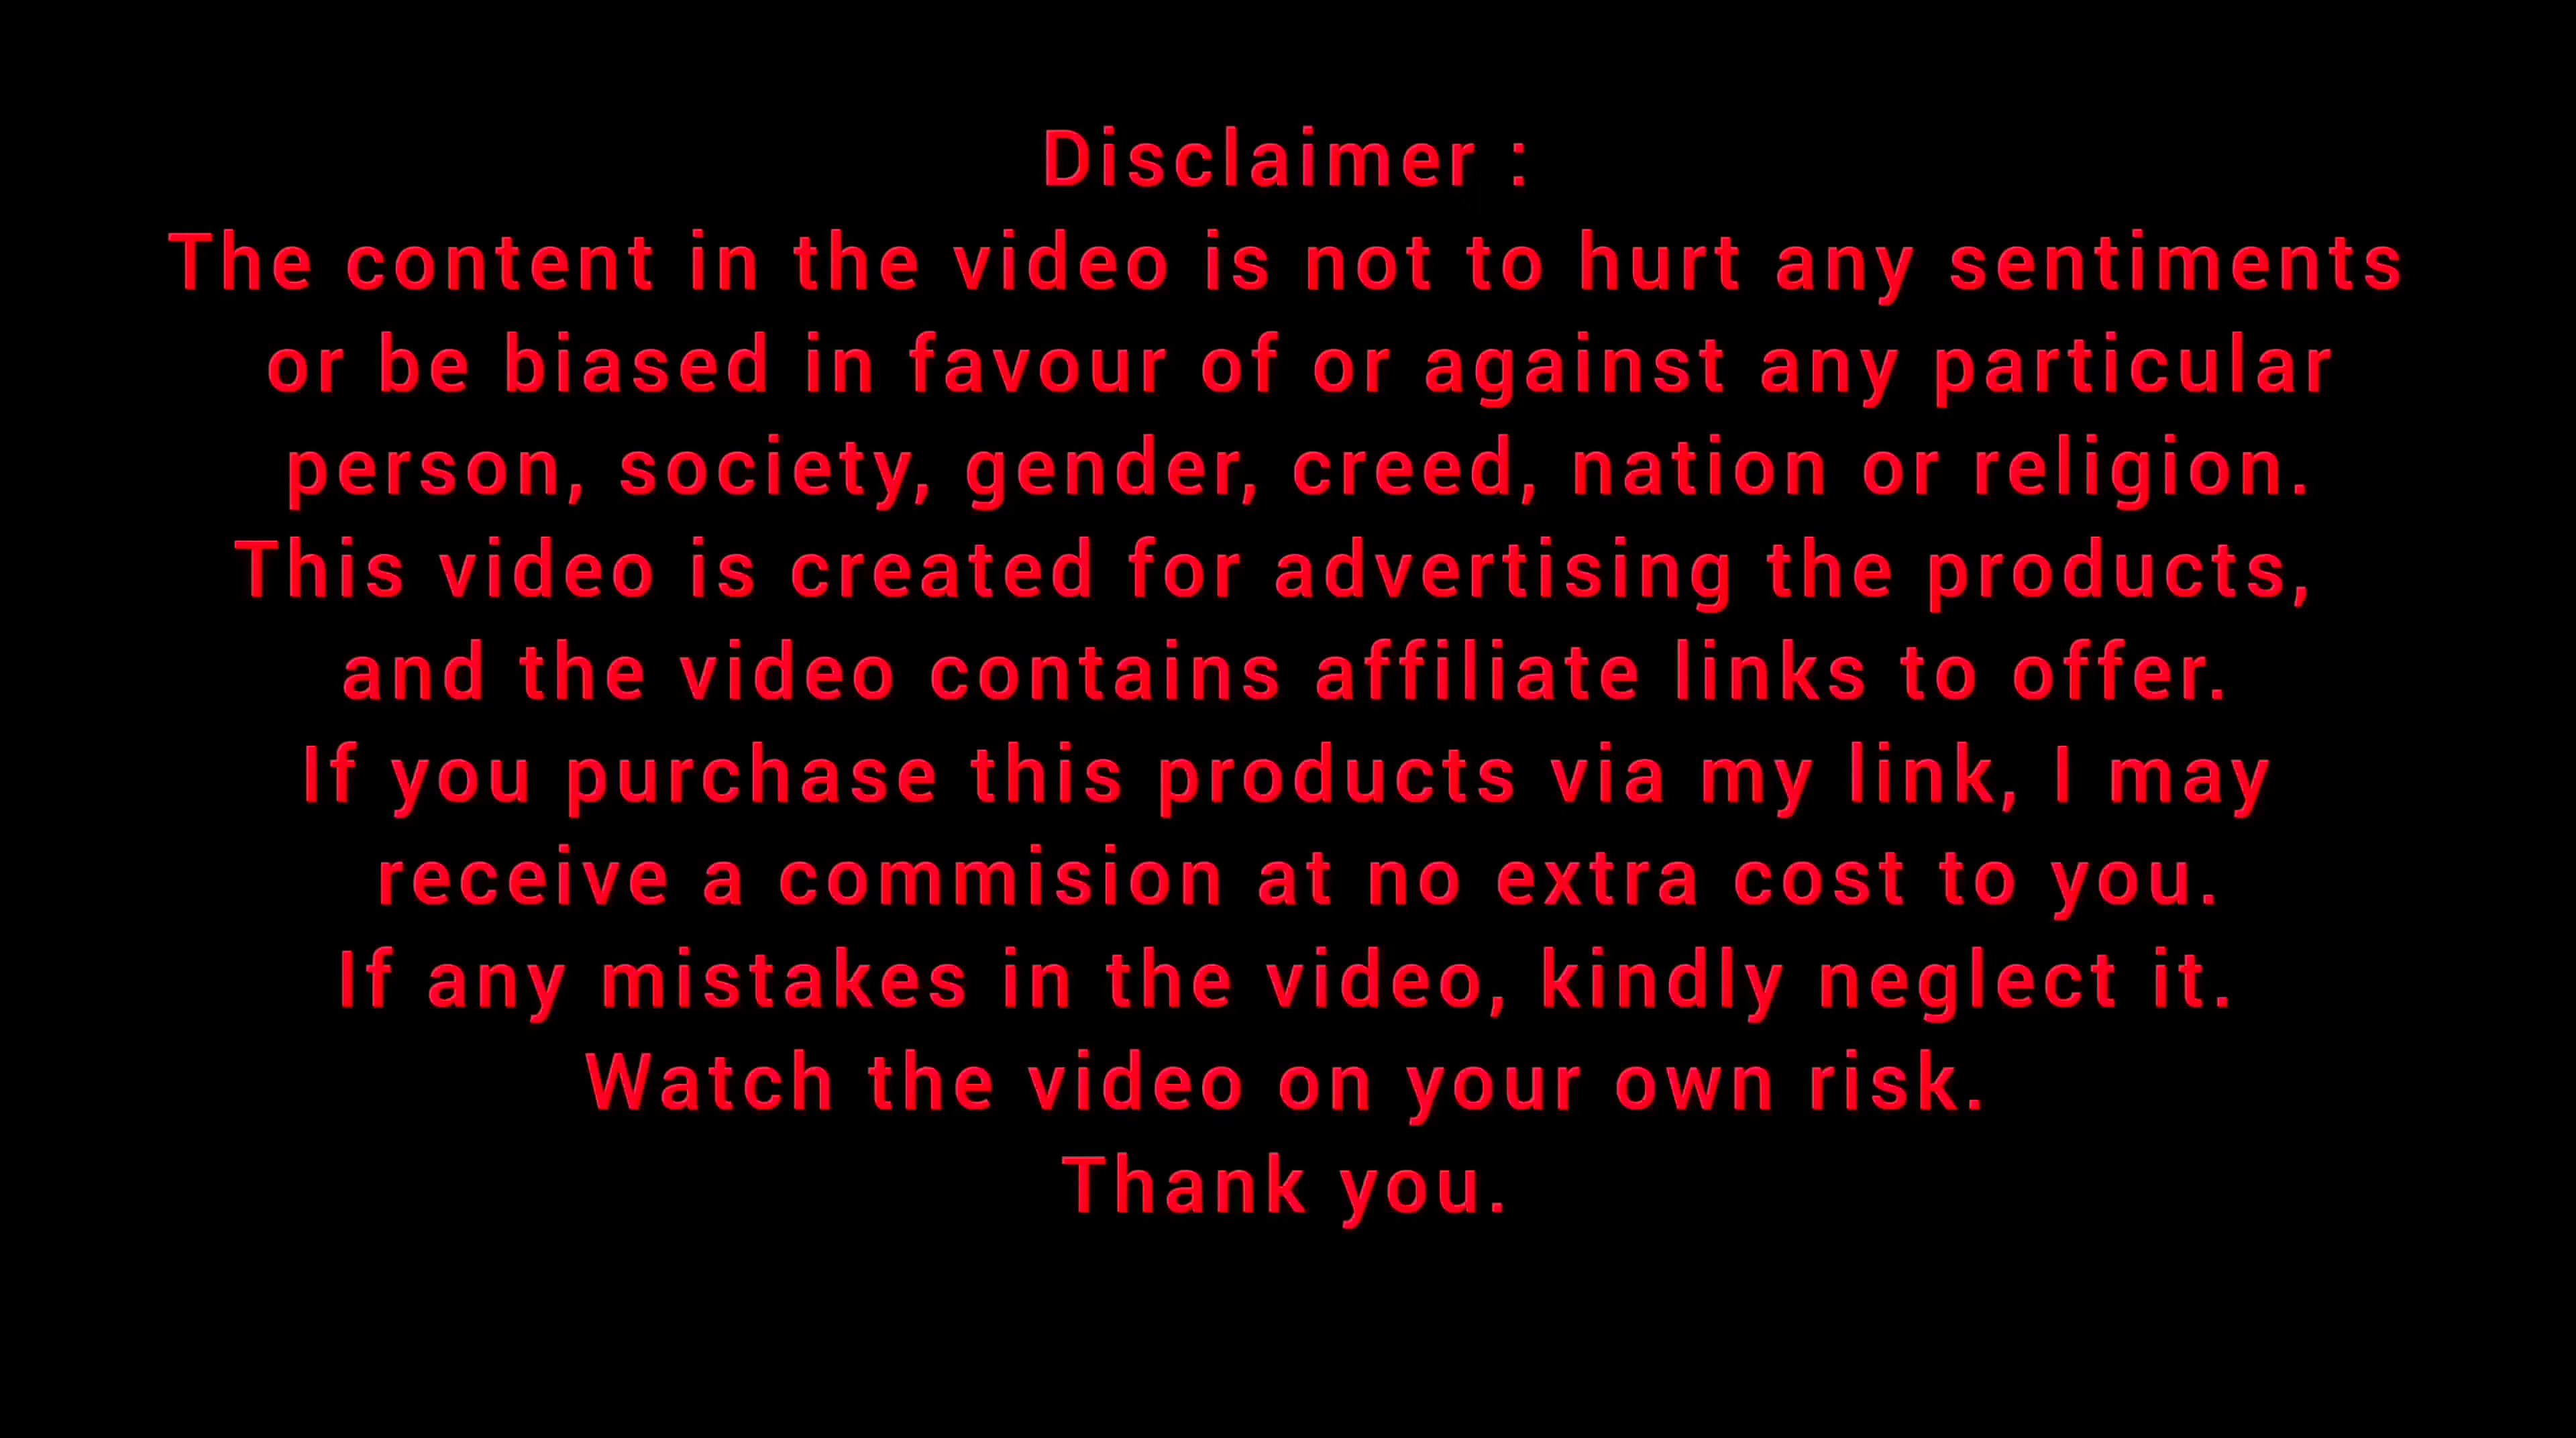 Disclaimer :
The content in the video is not to hurt any sentiments
or be biased in favour of or against any particular
person, society, gender, creed, nation or religion.
This video is created for advertising the products,
and the video contains affiliate links to offer.
If you purchase this products via my link, I may
receive a commision at no extra cost to you.
If any mistakes in the video, kindly neglect it.
Watch the video on your own risk.
Thank you.